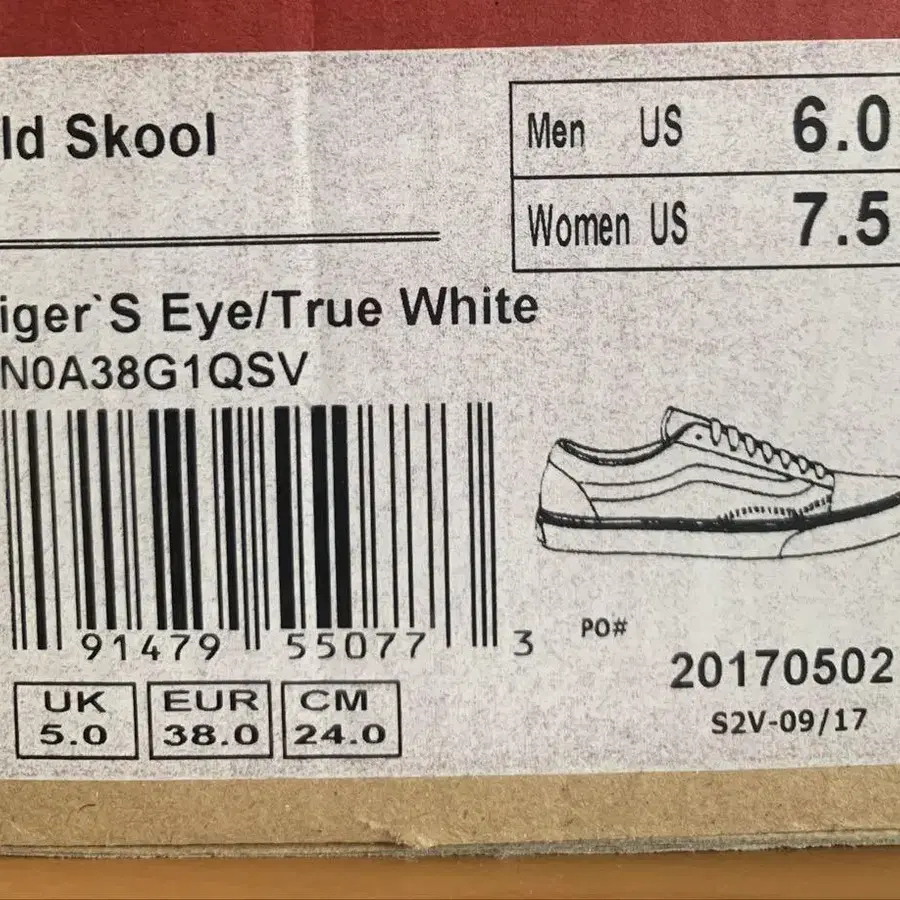 ld Skool
Men US 6.0
Women US 7.5
iger`S Eye/True White
N0A38G1QSV
91479 55077 3
PO#
20170502
S2V-09/17
UK
5.0
EUR
38.0
CM
24.0